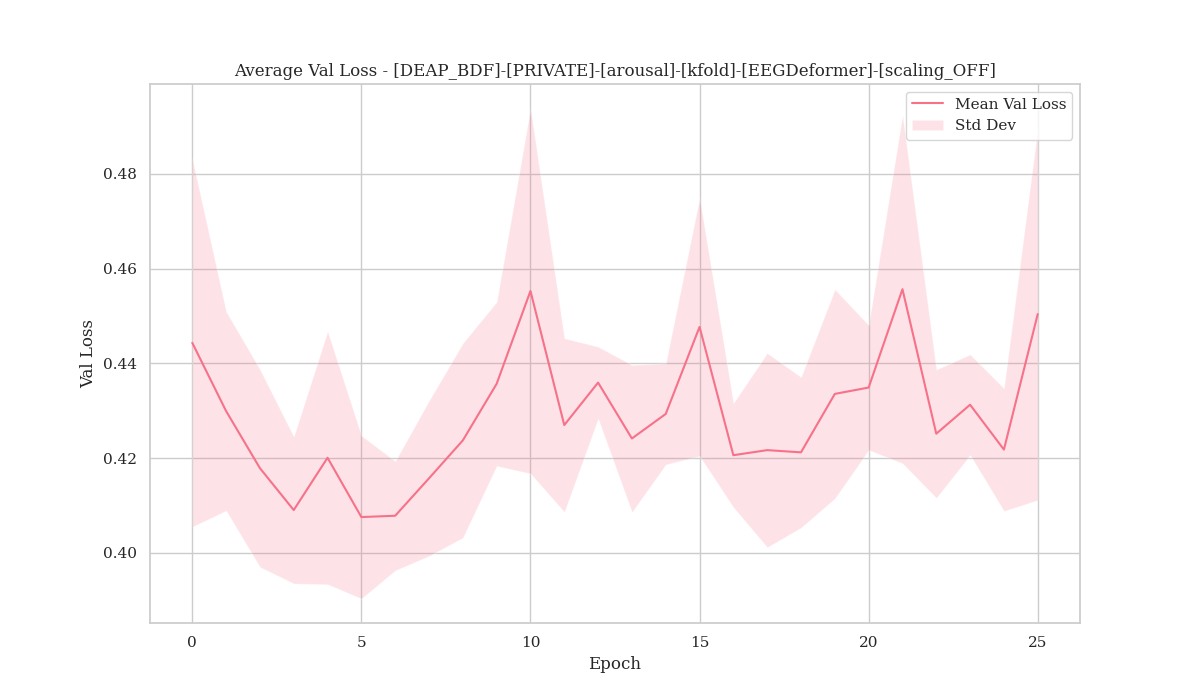 Average Val Loss - [DEAP_BDF]-[PRIVATE]-[arousal]-[kfold]-[EEGDeformer]-[scaling_OFF]
Mean Val Loss
Std Dev
0.48
0.46
0.44
0.42
0.40
Val Loss
0 5 10 15 20 25
Epoch